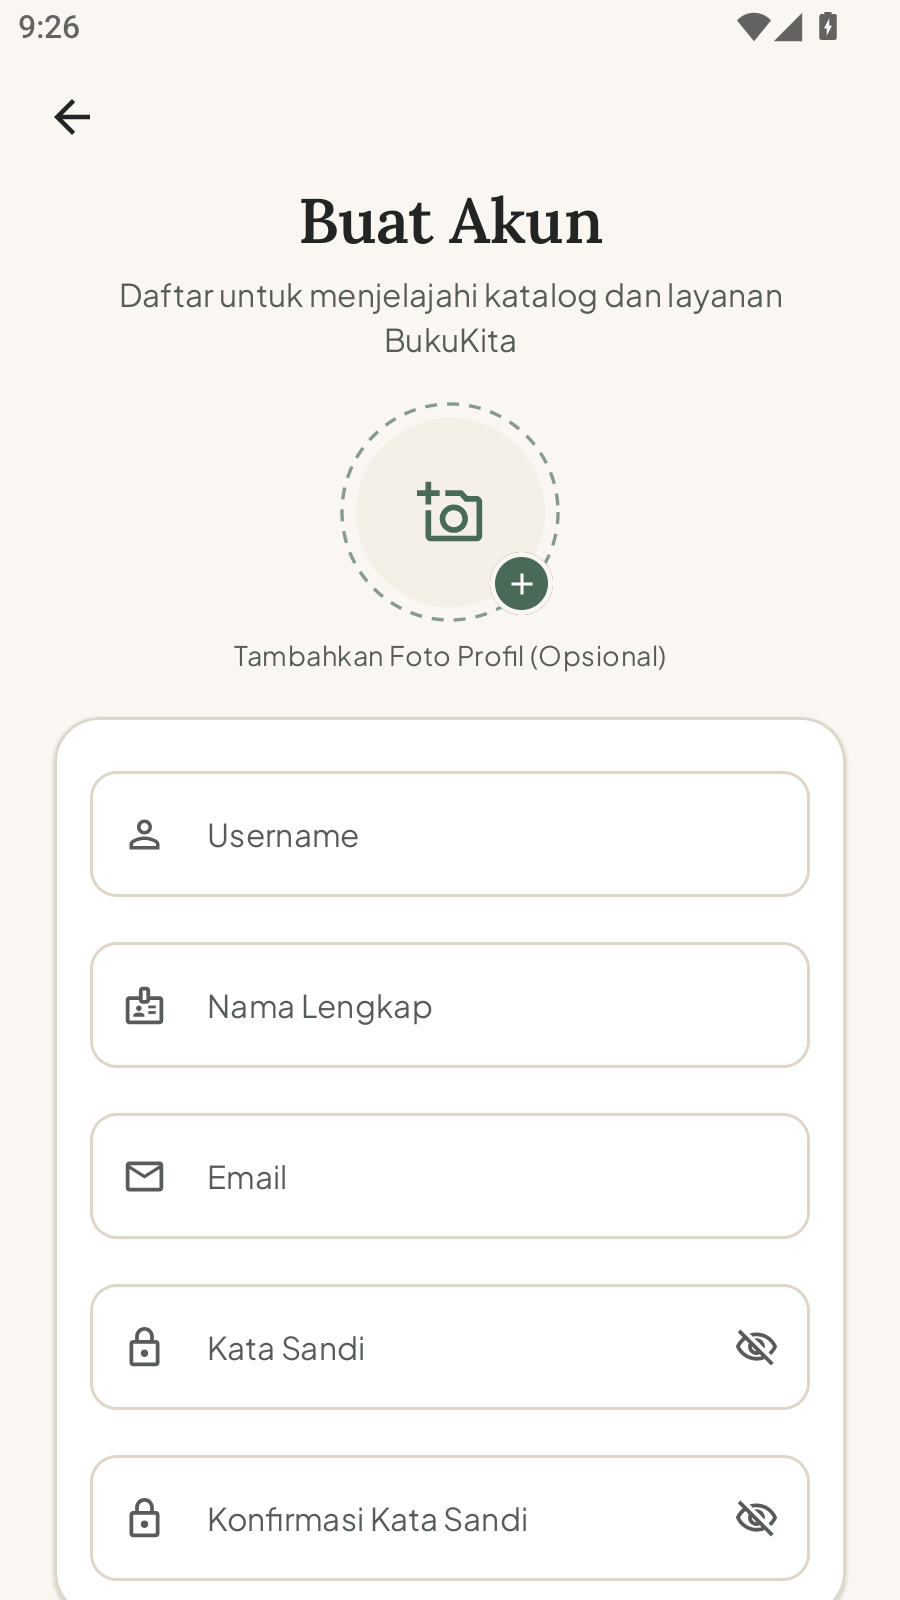 9:26
Buat Akun
Daftar untuk menjelajahi katalog dan layanan
BukuKita
Tambahkan Foto Profil (Opsional)
Username
Nama Lengkap
Email
Kata Sandi
Konfirmasi Kata Sandi